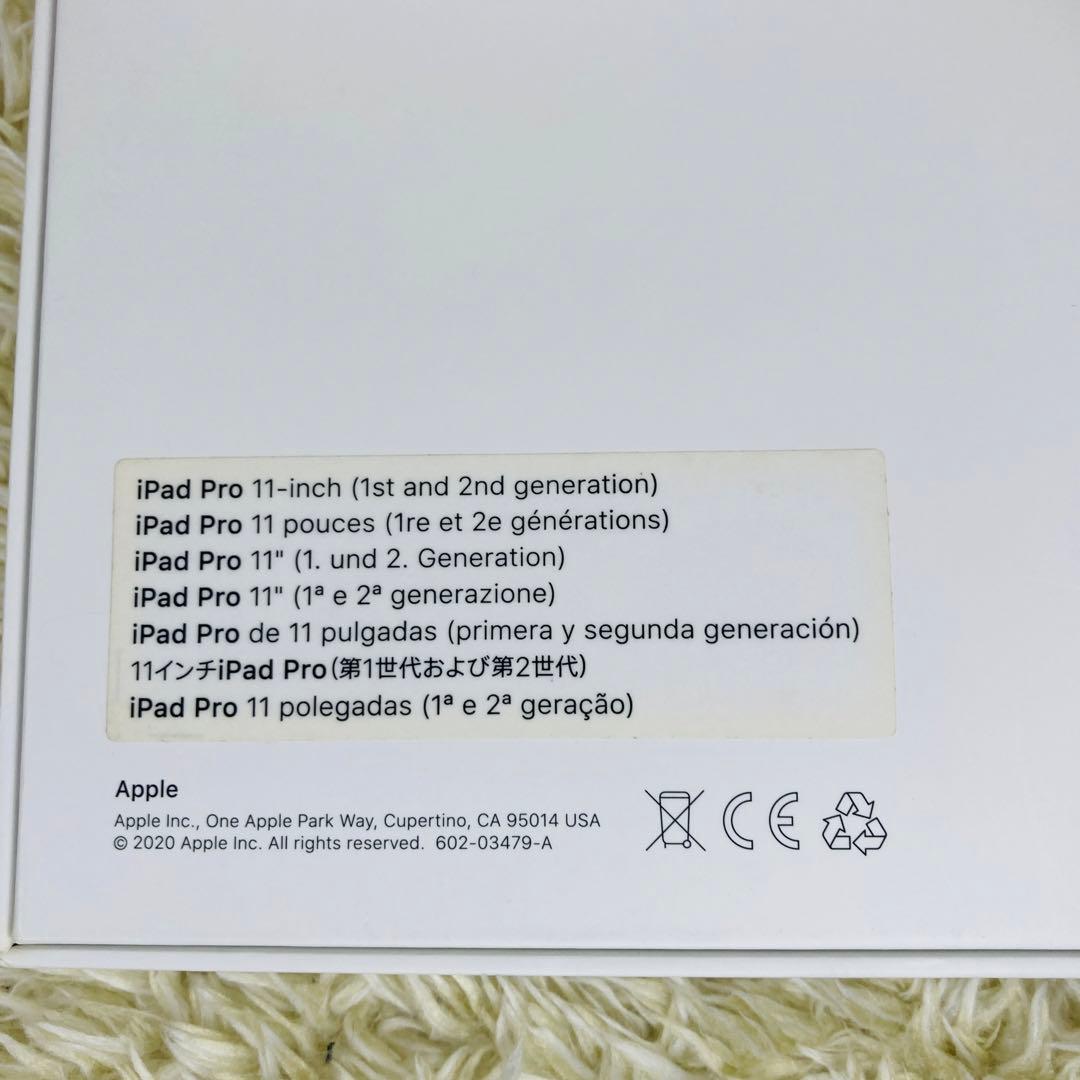 iPad Pro 11-inch (1st and 2nd generation)
iPad Pro 11 pouces (1re et 2e générations)
iPad Pro 11" (1. und 2. Generation)
iPad Pro 11" (1ª e 2ª generazione)
iPad Pro de 11 pulgadas (primera y segunda generación)
11インチiPad Pro(第1世代および第2世代)
iPad Pro 11 polegadas (1ª e 2ª geração)
Apple
Apple Inc., One Apple Park Way, Cupertino, CA 95014 USA
© 2020 Apple Inc. All rights reserved. 602-03479-A
CE